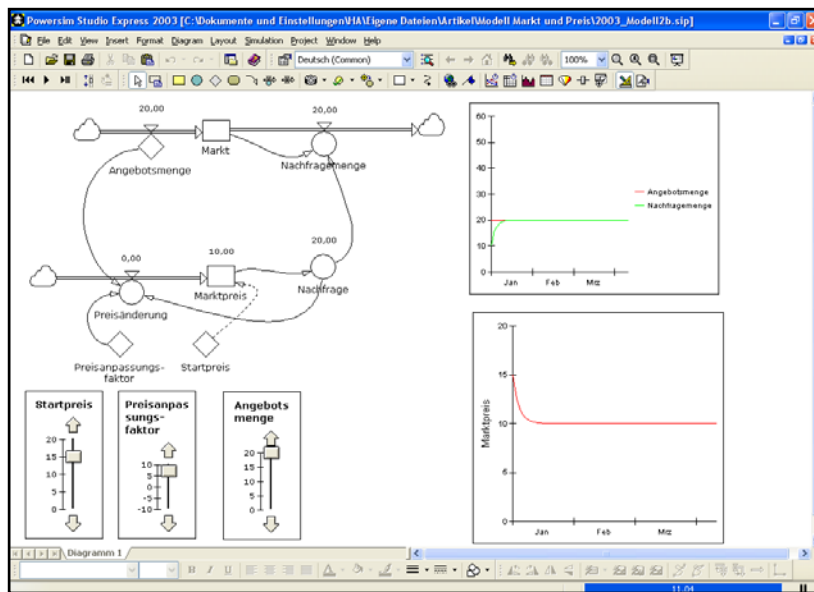 Powersim Studio Express 2003 [C:\Dokumente und Einstellungen\HA\Eigene Dateien\Artikel\Modell Markt und Preis\2003_Modell2b.sip]
File Edit View Insert Format Diagram Layout Simulation Project Window Help
Deutsch (Common) 100%
20,00 20,00
Markt
Angebotsmenge Nachfragemenge
0,00 10,00 20,00
Marktpreis Nachfrage
Preisänderung
Preisanpassungs-
faktor
Startpreis
60
50
40
30
20
10
0
Jan Feb Mrz
Angebotsmenge
Nachfragemenge
Startpreis
20
15
10
5
0
Preisanpas
sungs-
faktor
10
5
0
-5
-10
Angebots
menge
20
15
10
5
0
Marktpreis
20
15
10
5
0
Jan Feb Mrz
Diagramm 1
B I U
11.04